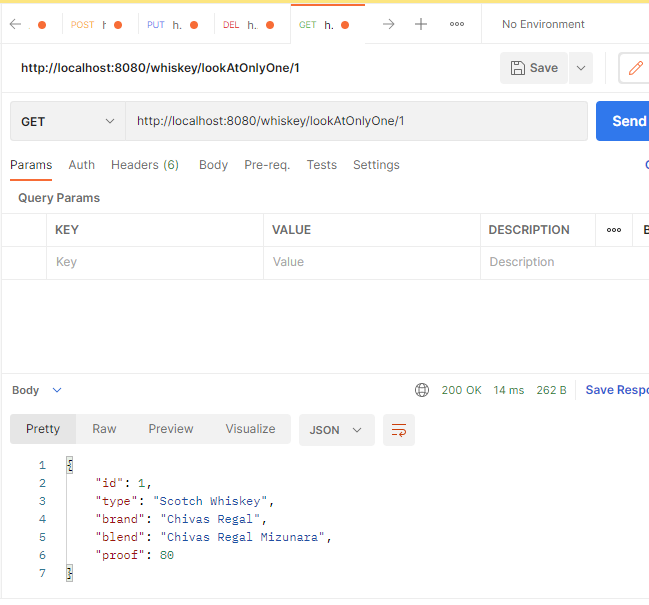 POST h PUT h. DEL h. GET h. No Environment
http://localhost:8080/whiskey/lookAtOnlyOne/1 Save
GET http://localhost:8080/whiskey/lookAtOnlyOne/1 Send
Params Auth Headers (6) Body Pre-req. Tests Settings
Query Params
KEY VALUE DESCRIPTION B
Key Value Description
Body 200 OK 14 ms 262 B Save Respo
Pretty Raw Preview Visualize JSON
1 {
2 "id": 1,
3 "type": "Scotch Whiskey",
4 "brand": "Chivas Regal",
5 "blend": "Chivas Regal Mizunara",
6 "proof": 80
7 }